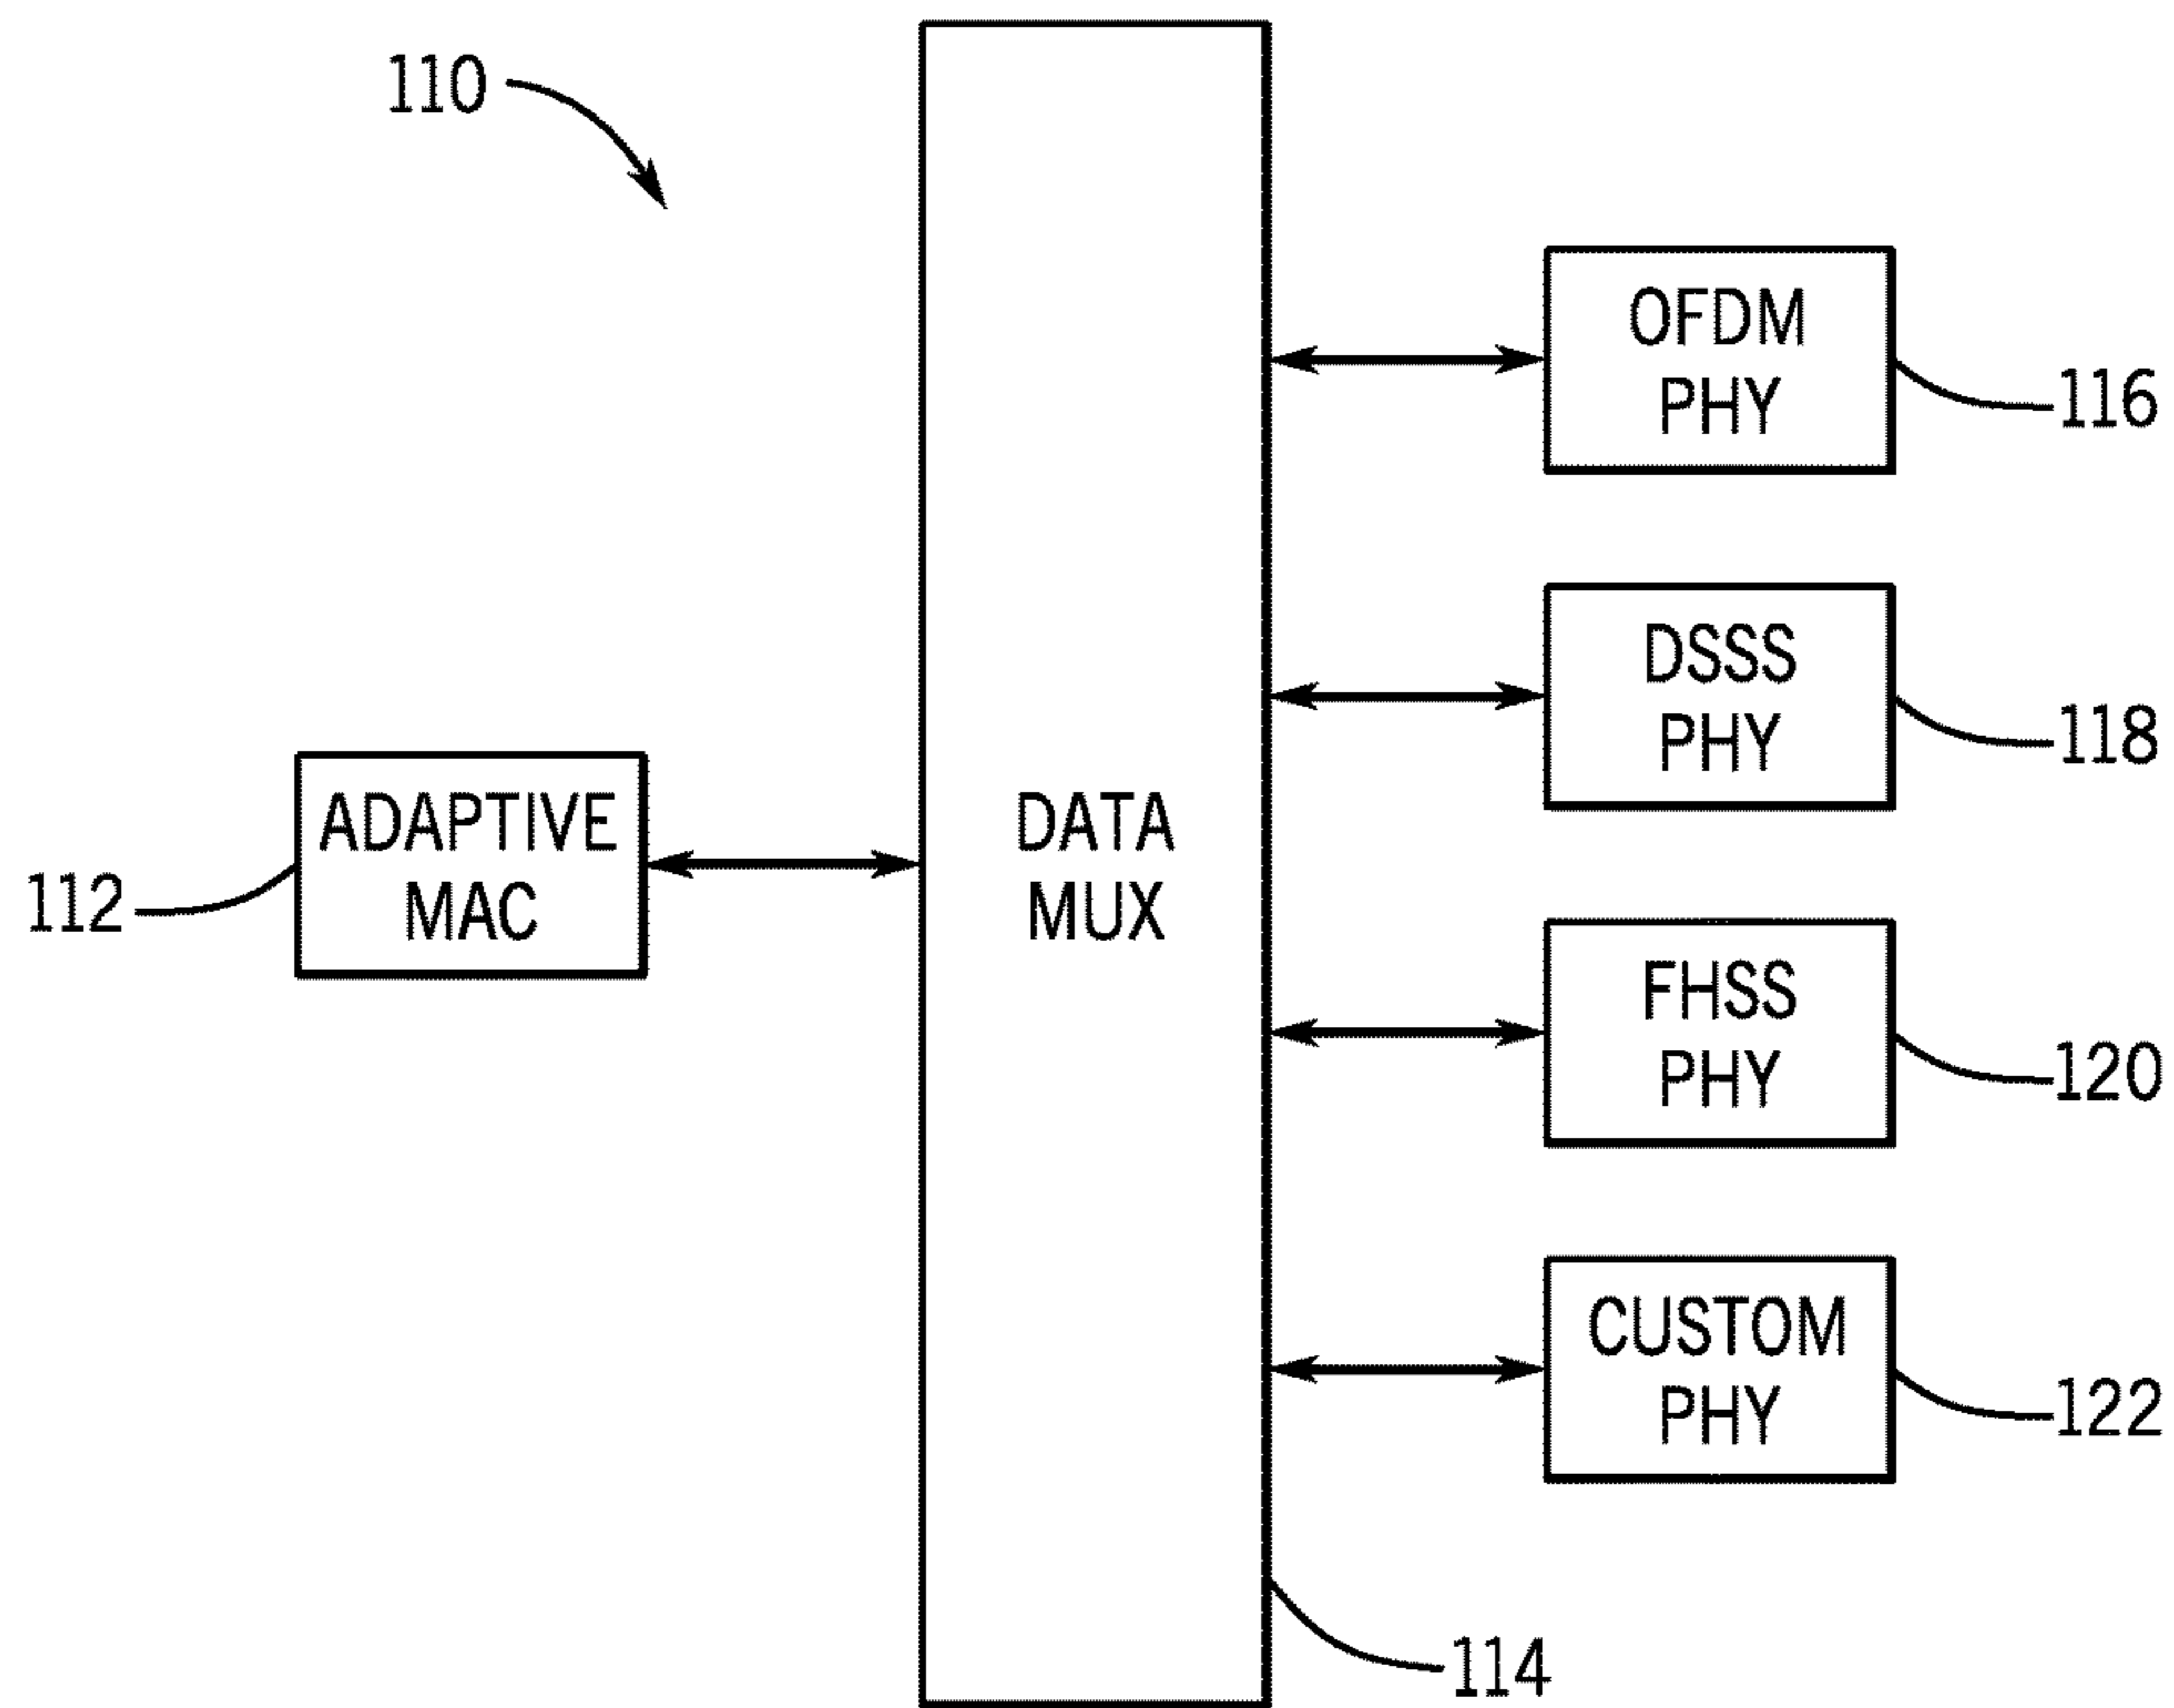 110
OFDM
PHY
116
DSSS
PHY
118
ADAPTIVE
MAC
112
DATA
MUX
FHSS
PHY
120
CUSTOM
PHY
122
114